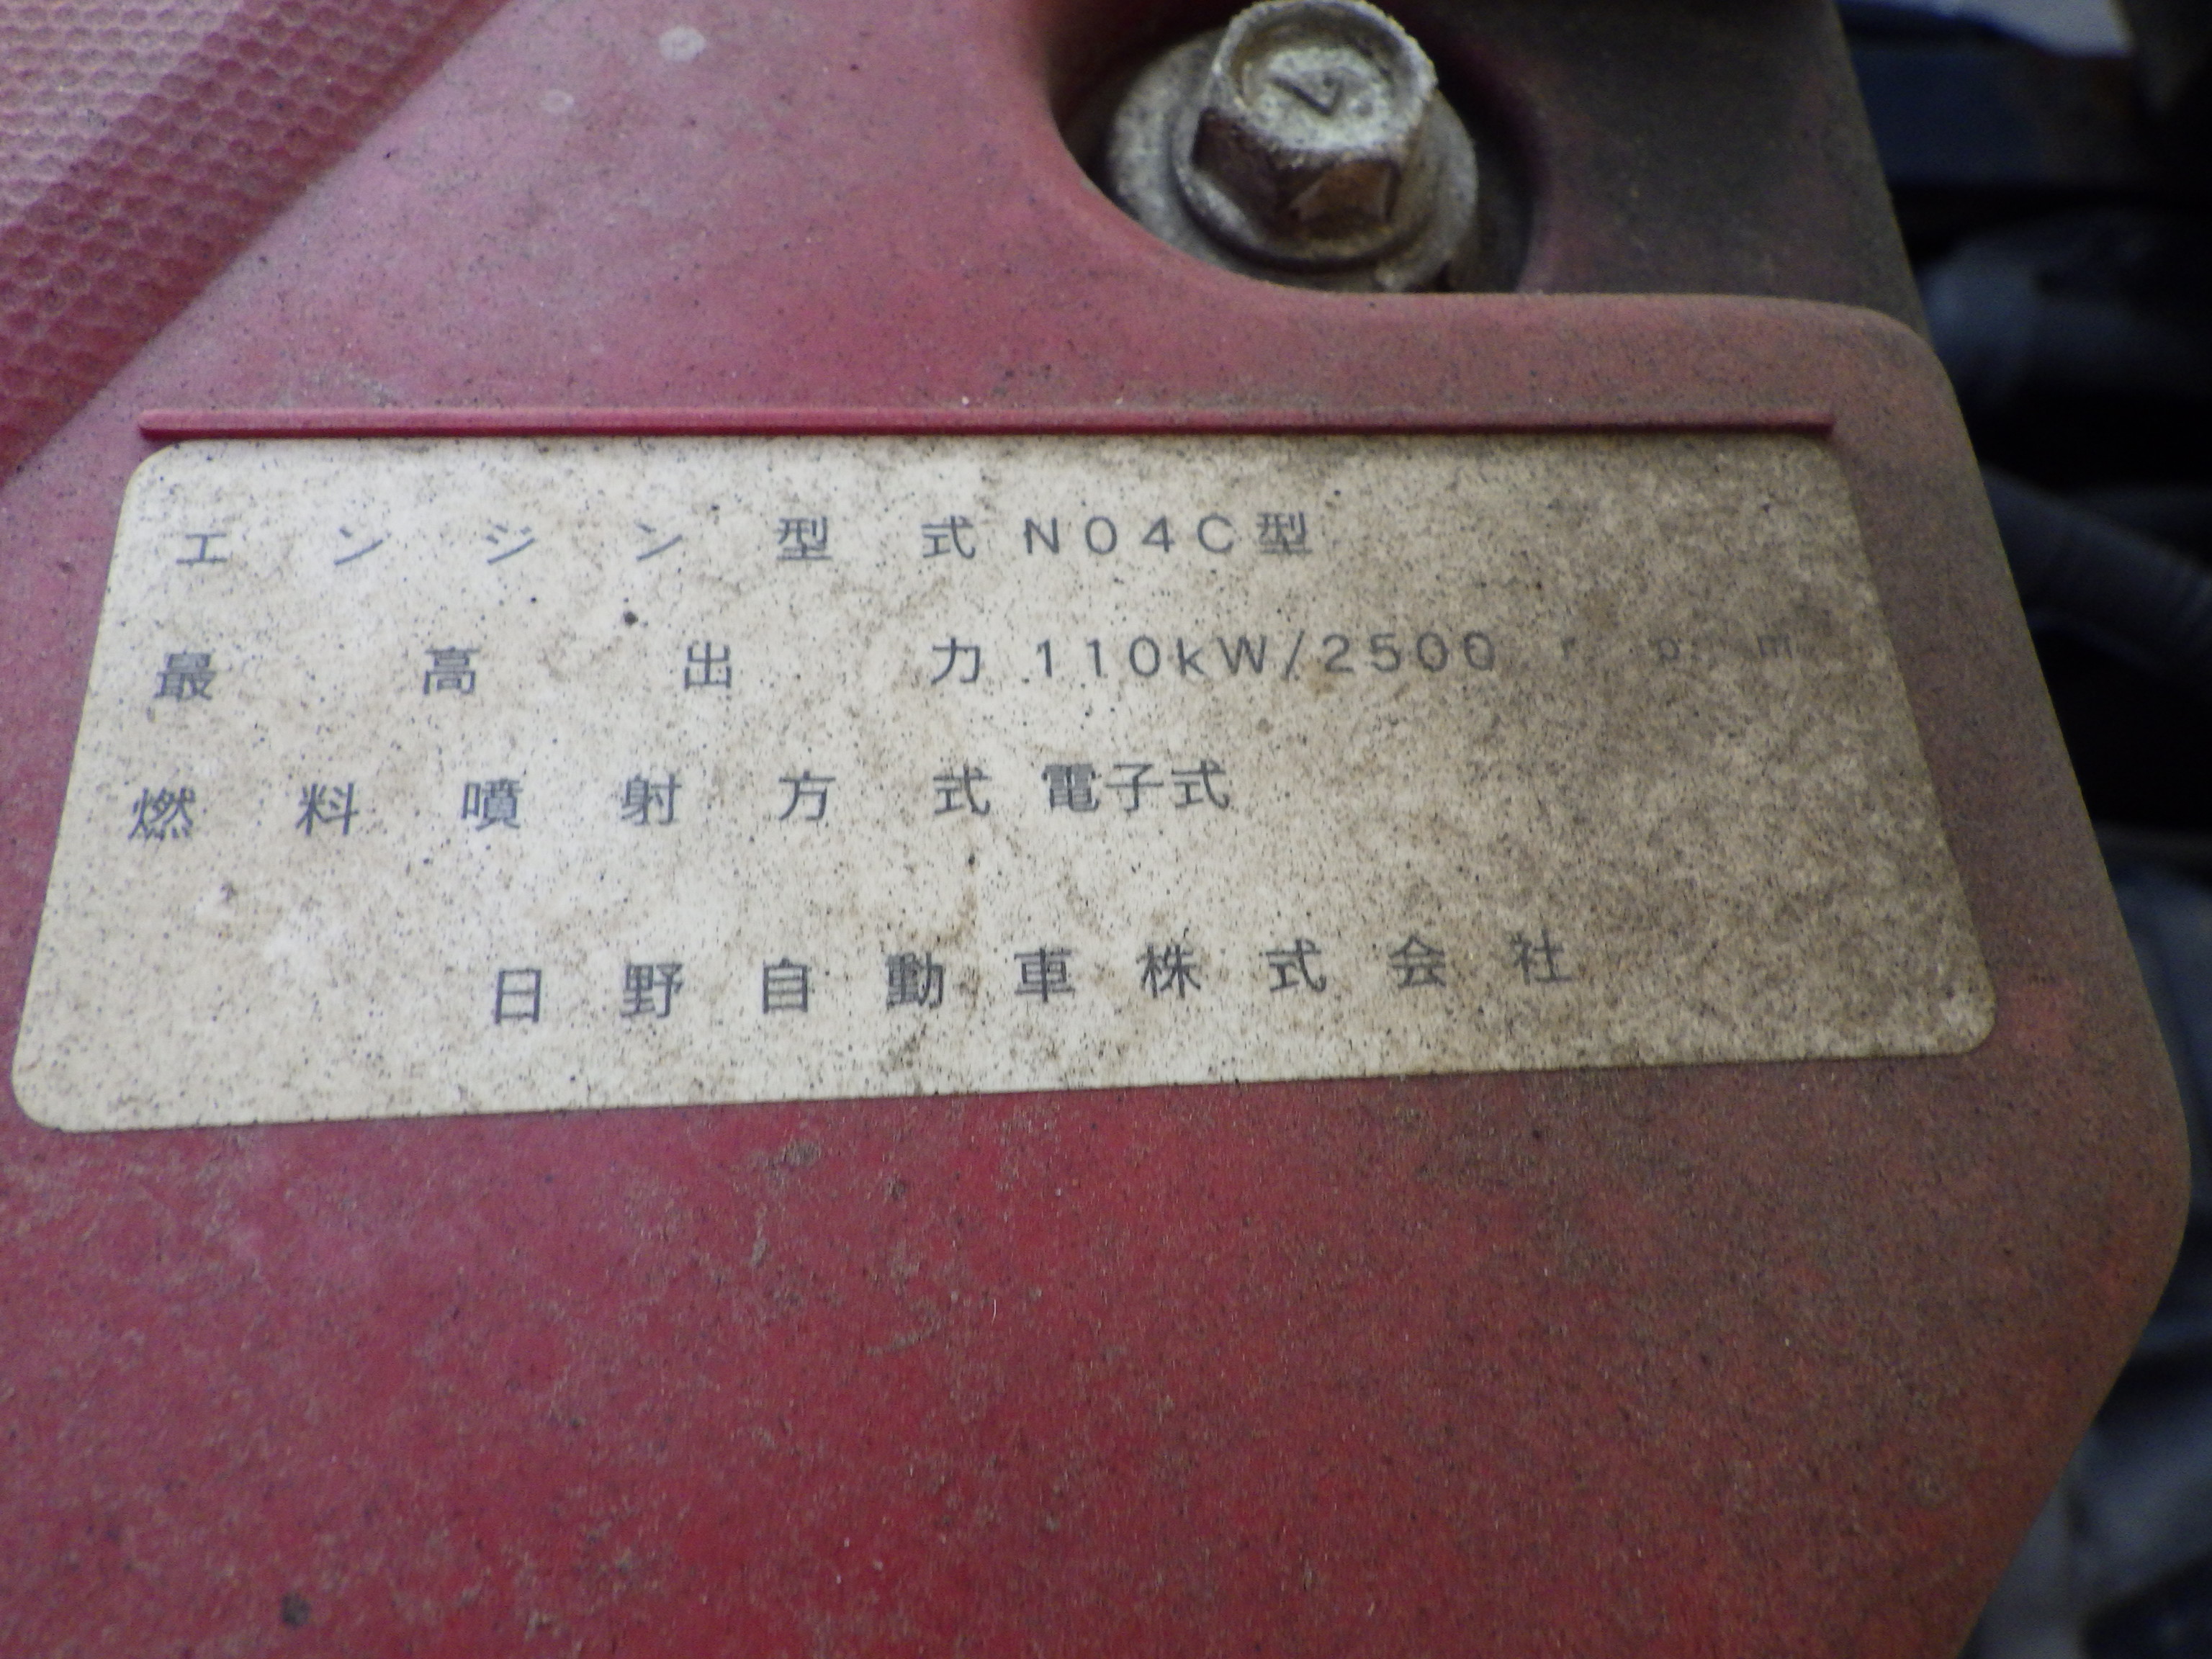 エンジン型式 N04C型
最高出力 110kW/2500 rpm
燃料噴射方式 電子式
日野自動車株式会社